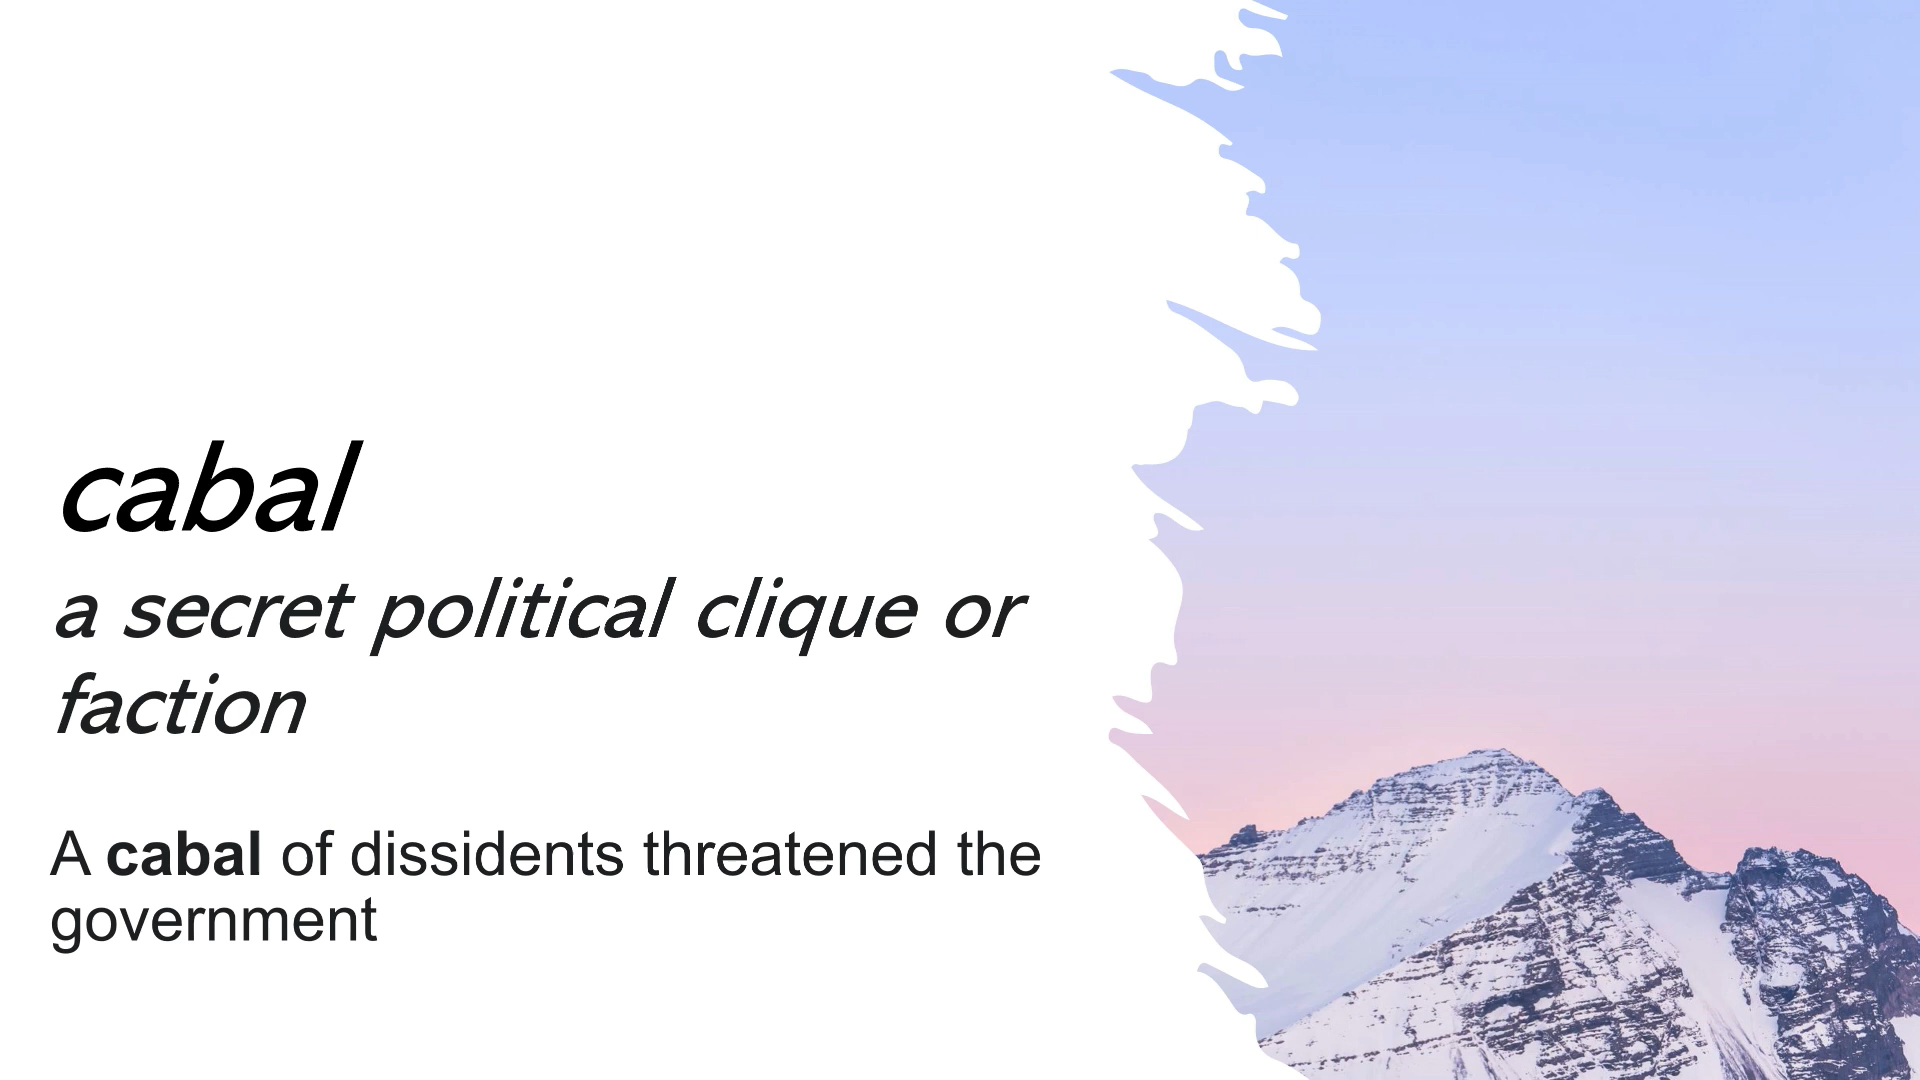 cabal
a secret political clique or
faction
A cabal of dissidents threatened the
government